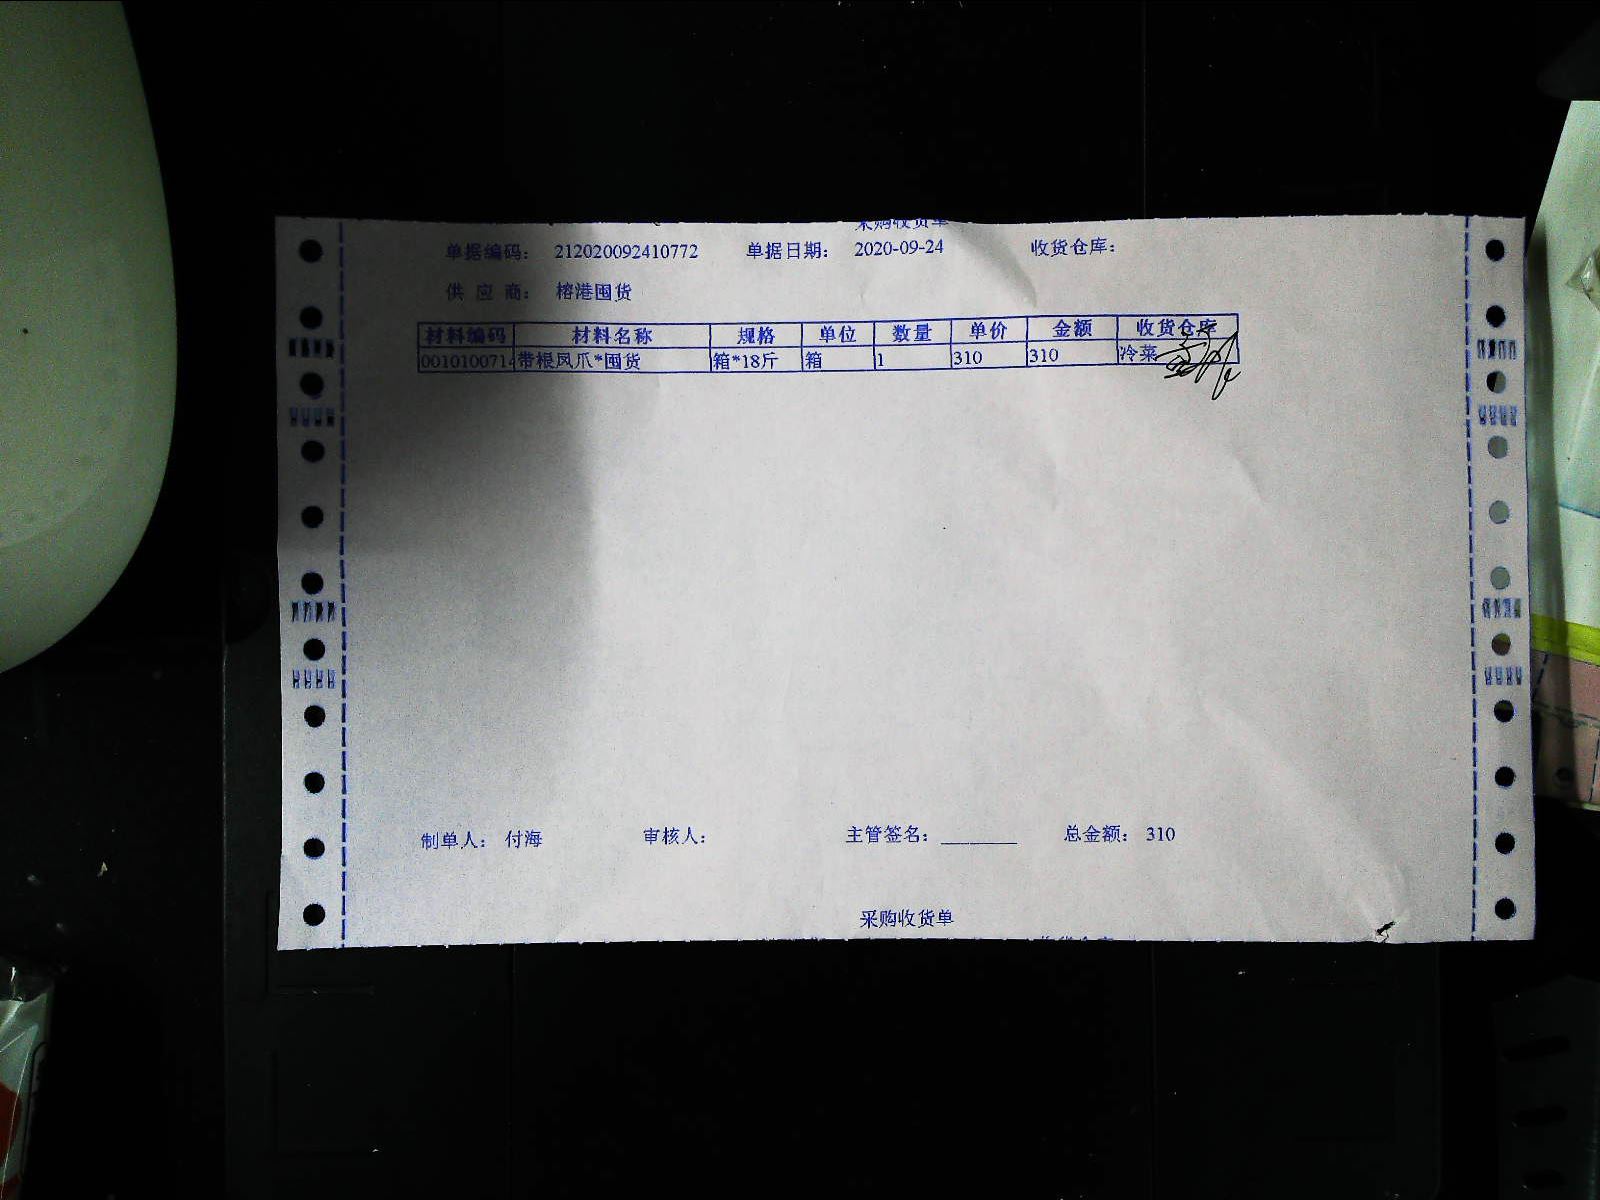 采购收货单
单据编码： 212020092410772 单据日期： 2020-09-24 收货仓库：
供 应 商： 榕港囤货
材料编码 材料名称 规格 单位 数量 单价 金额 收货仓库
0010100714 带根凤爪*囤货 箱*18斤 箱 1 310 310 冷菜
制单人： 付海 审核人： 主管签名：________ 总金额： 310
采购收货单